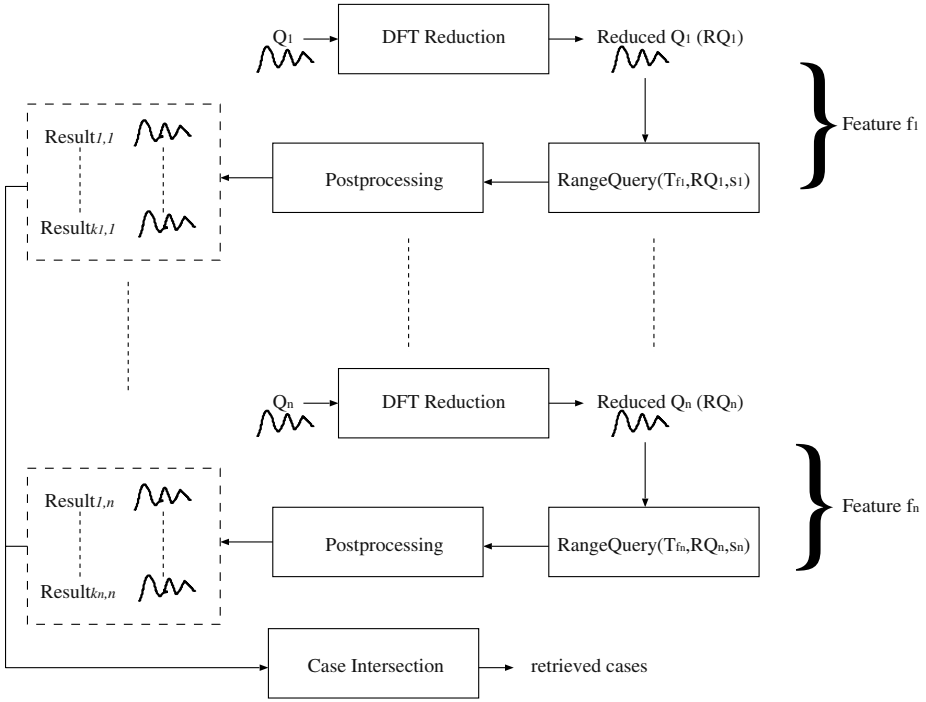 Q1
DFT Reduction
Reduced Q1 (RQ1)
Feature f1
Result1,1
Postprocessing
RangeQuery(Tf1,RQ1,s1)
Resultk1,1
Qn
DFT Reduction
Reduced Qn (RQn)
Feature fn
Result1,n
Postprocessing
RangeQuery(Tfn,RQn,sn)
Resultkn,n
Case Intersection
retrieved cases